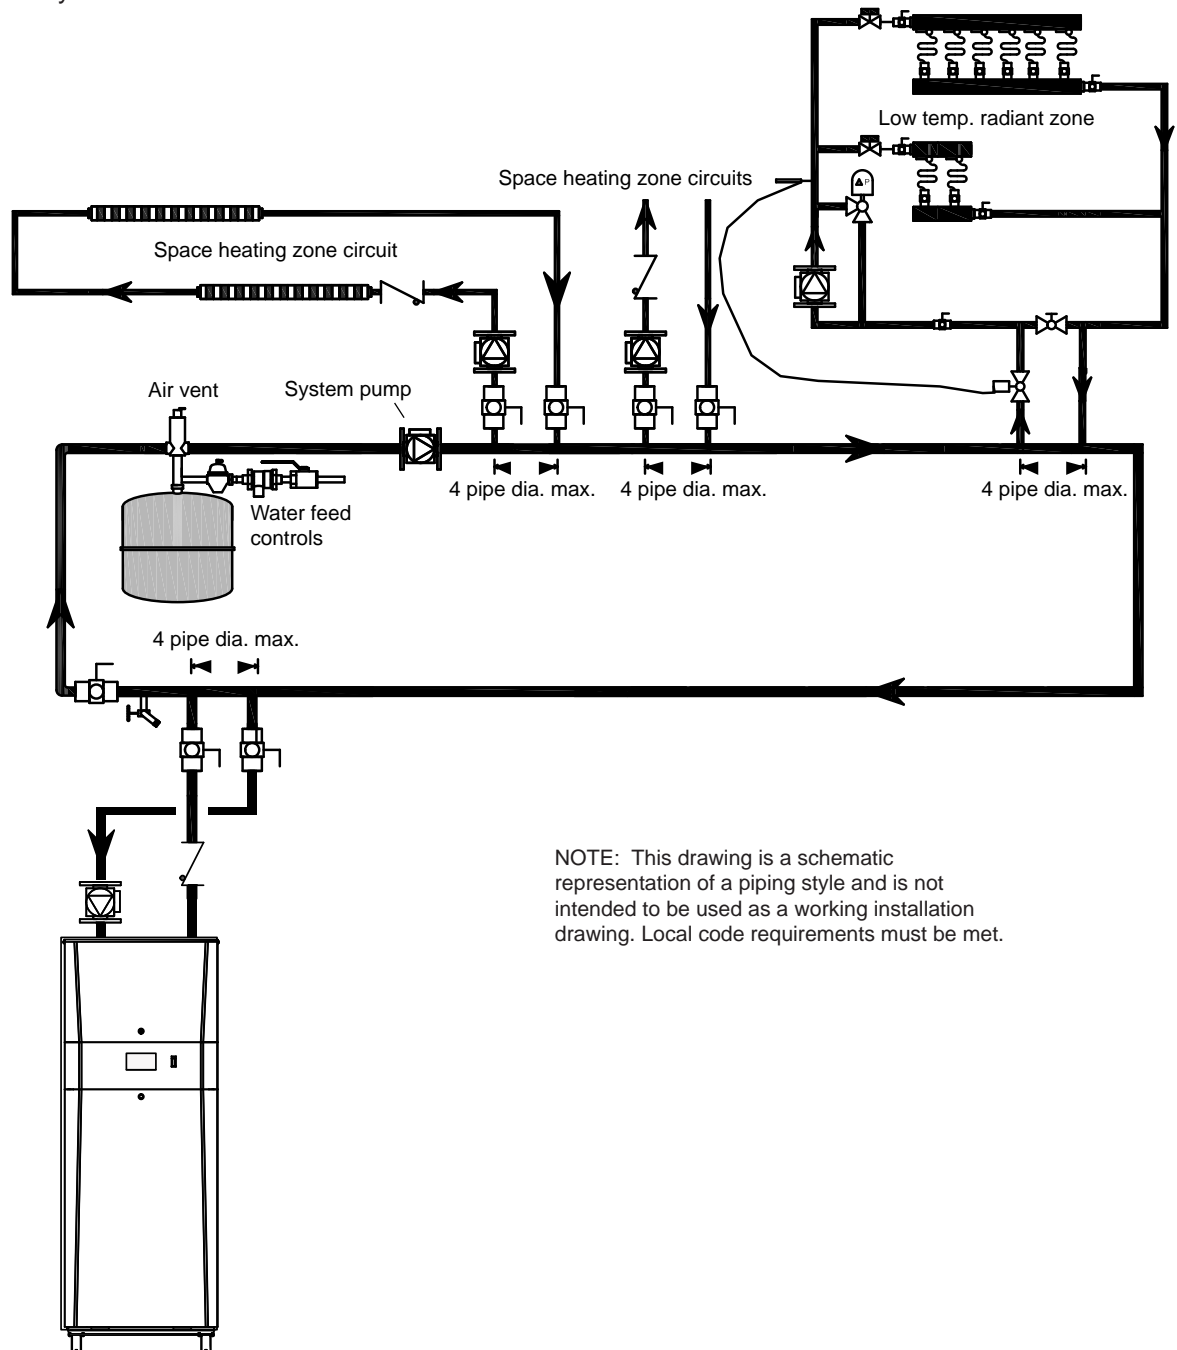 Low temp. radiant zone
Space heating zone circuits
P
Space heating zone circuit
Air vent
System pump
4 pipe dia. max.
4 pipe dia. max.
4 pipe dia. max.
Water feed
controls
4 pipe dia. max.
NOTE: This drawing is a schematic
representation of a piping style and is not
intended to be used as a working installation
drawing. Local code requirements must be met.